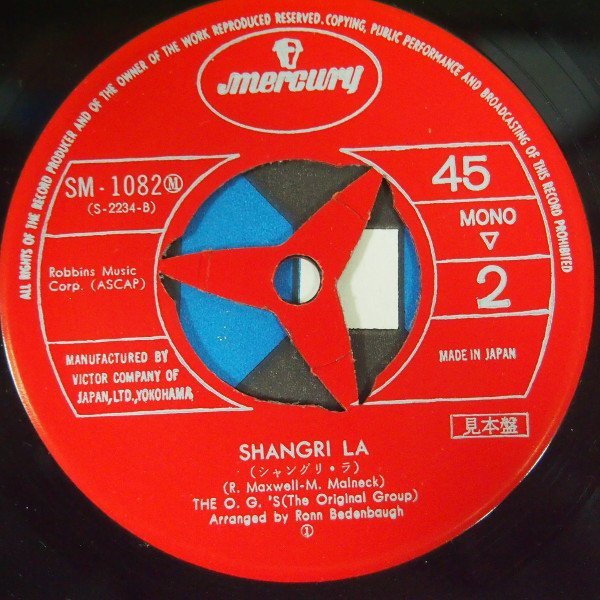 ALL RIGHTS OF THE RECORD PRODUCER AND OF THE OWNER OF THE WORK REPRODUCED RESERVED. COPYING, PUBLIC PERFORMANCE AND BROADCASTING OF THIS RECORD PROHIBITED
mercury
SM-1082 Ⓜ
(S-2234-B)
45
MONO
▽
2
Robbins Music
Corp. (ASCAP)
MANUFACTURED BY
VICTOR COMPANY OF
JAPAN, LTD., YOKOHAMA
MADE IN JAPAN
見本盤
SHANGRI LA
(シャングリ・ラ)
(R. Maxwell-M. Malneck)
THE O. G. 'S(The Original Group)
Arranged by Ronn Bedenbaugh
①